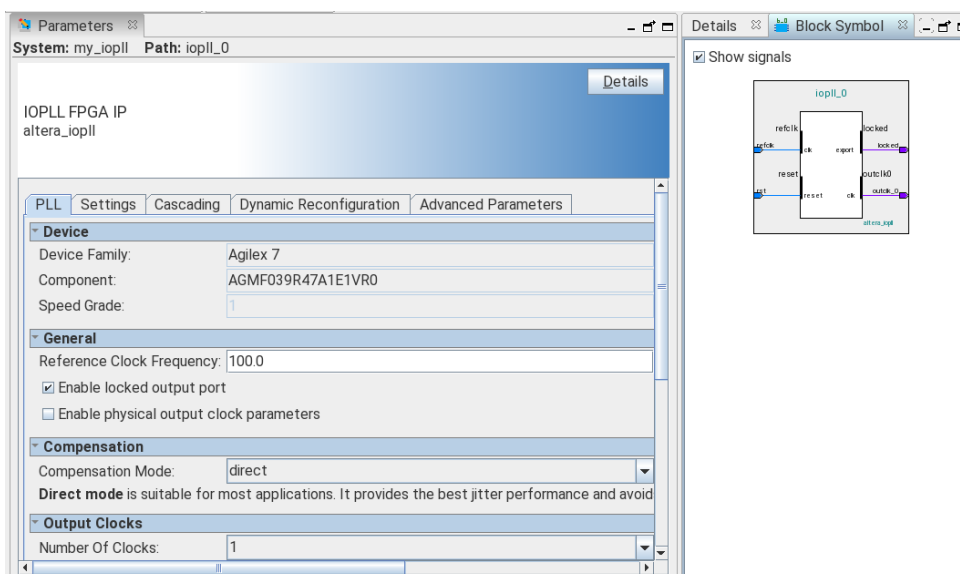 Parameters
System: my_iopll Path: iopll_0
Details
IOPLL FPGA IP
altera_iopll
PLL Settings Cascading Dynamic Reconfiguration Advanced Parameters
Device
Device Family: Agilex 7
Component: AGMF039R47A1E1VR0
Speed Grade: 1
General
Reference Clock Frequency: 100.0
Enable locked output port
Enable physical output clock parameters
Compensation
Compensation Mode: direct
Direct mode is suitable for most applications. It provides the best jitter performance and avoid
Output Clocks
Number Of Clocks: 1
Details Block Symbol
Show signals
iopll_0
refclk locked
refclk clk export locked
reset outclk0
rst reset clk outclk_0
altera_iopll